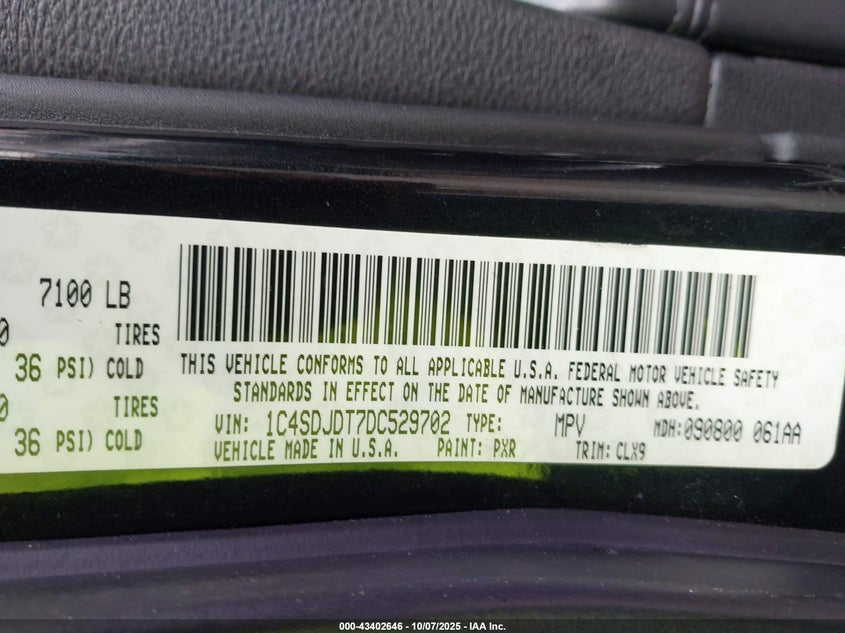 7100 LB
0 TIRES
36 PSI) COLD
0 TIRES
36 PSI) COLD
THIS VEHICLE CONFORMS TO ALL APPLICABLE U.S.A. FEDERAL MOTOR VEHICLE SAFETY
STANDARDS IN EFFECT ON THE DATE OF MANUFACTURE SHOWN ABOVE.
VIN: 1C4SDJDT7DC529702 TYPE: MPV MDH:090800 061AA
VEHICLE MADE IN U.S.A. PAINT: PXR TRIM: CLX9
000-43402646 - 10/07/2025 - IAA Inc.